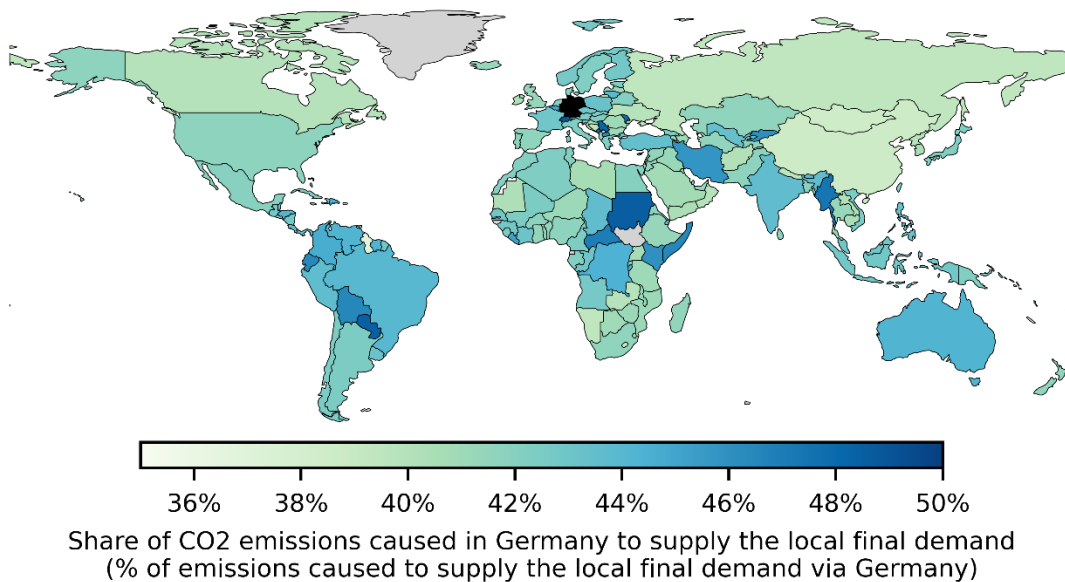 36% 38% 40% 42% 44% 46% 48% 50%
Share of CO2 emissions caused in Germany to supply the local final demand
(% of emissions caused to supply the local final demand via Germany)